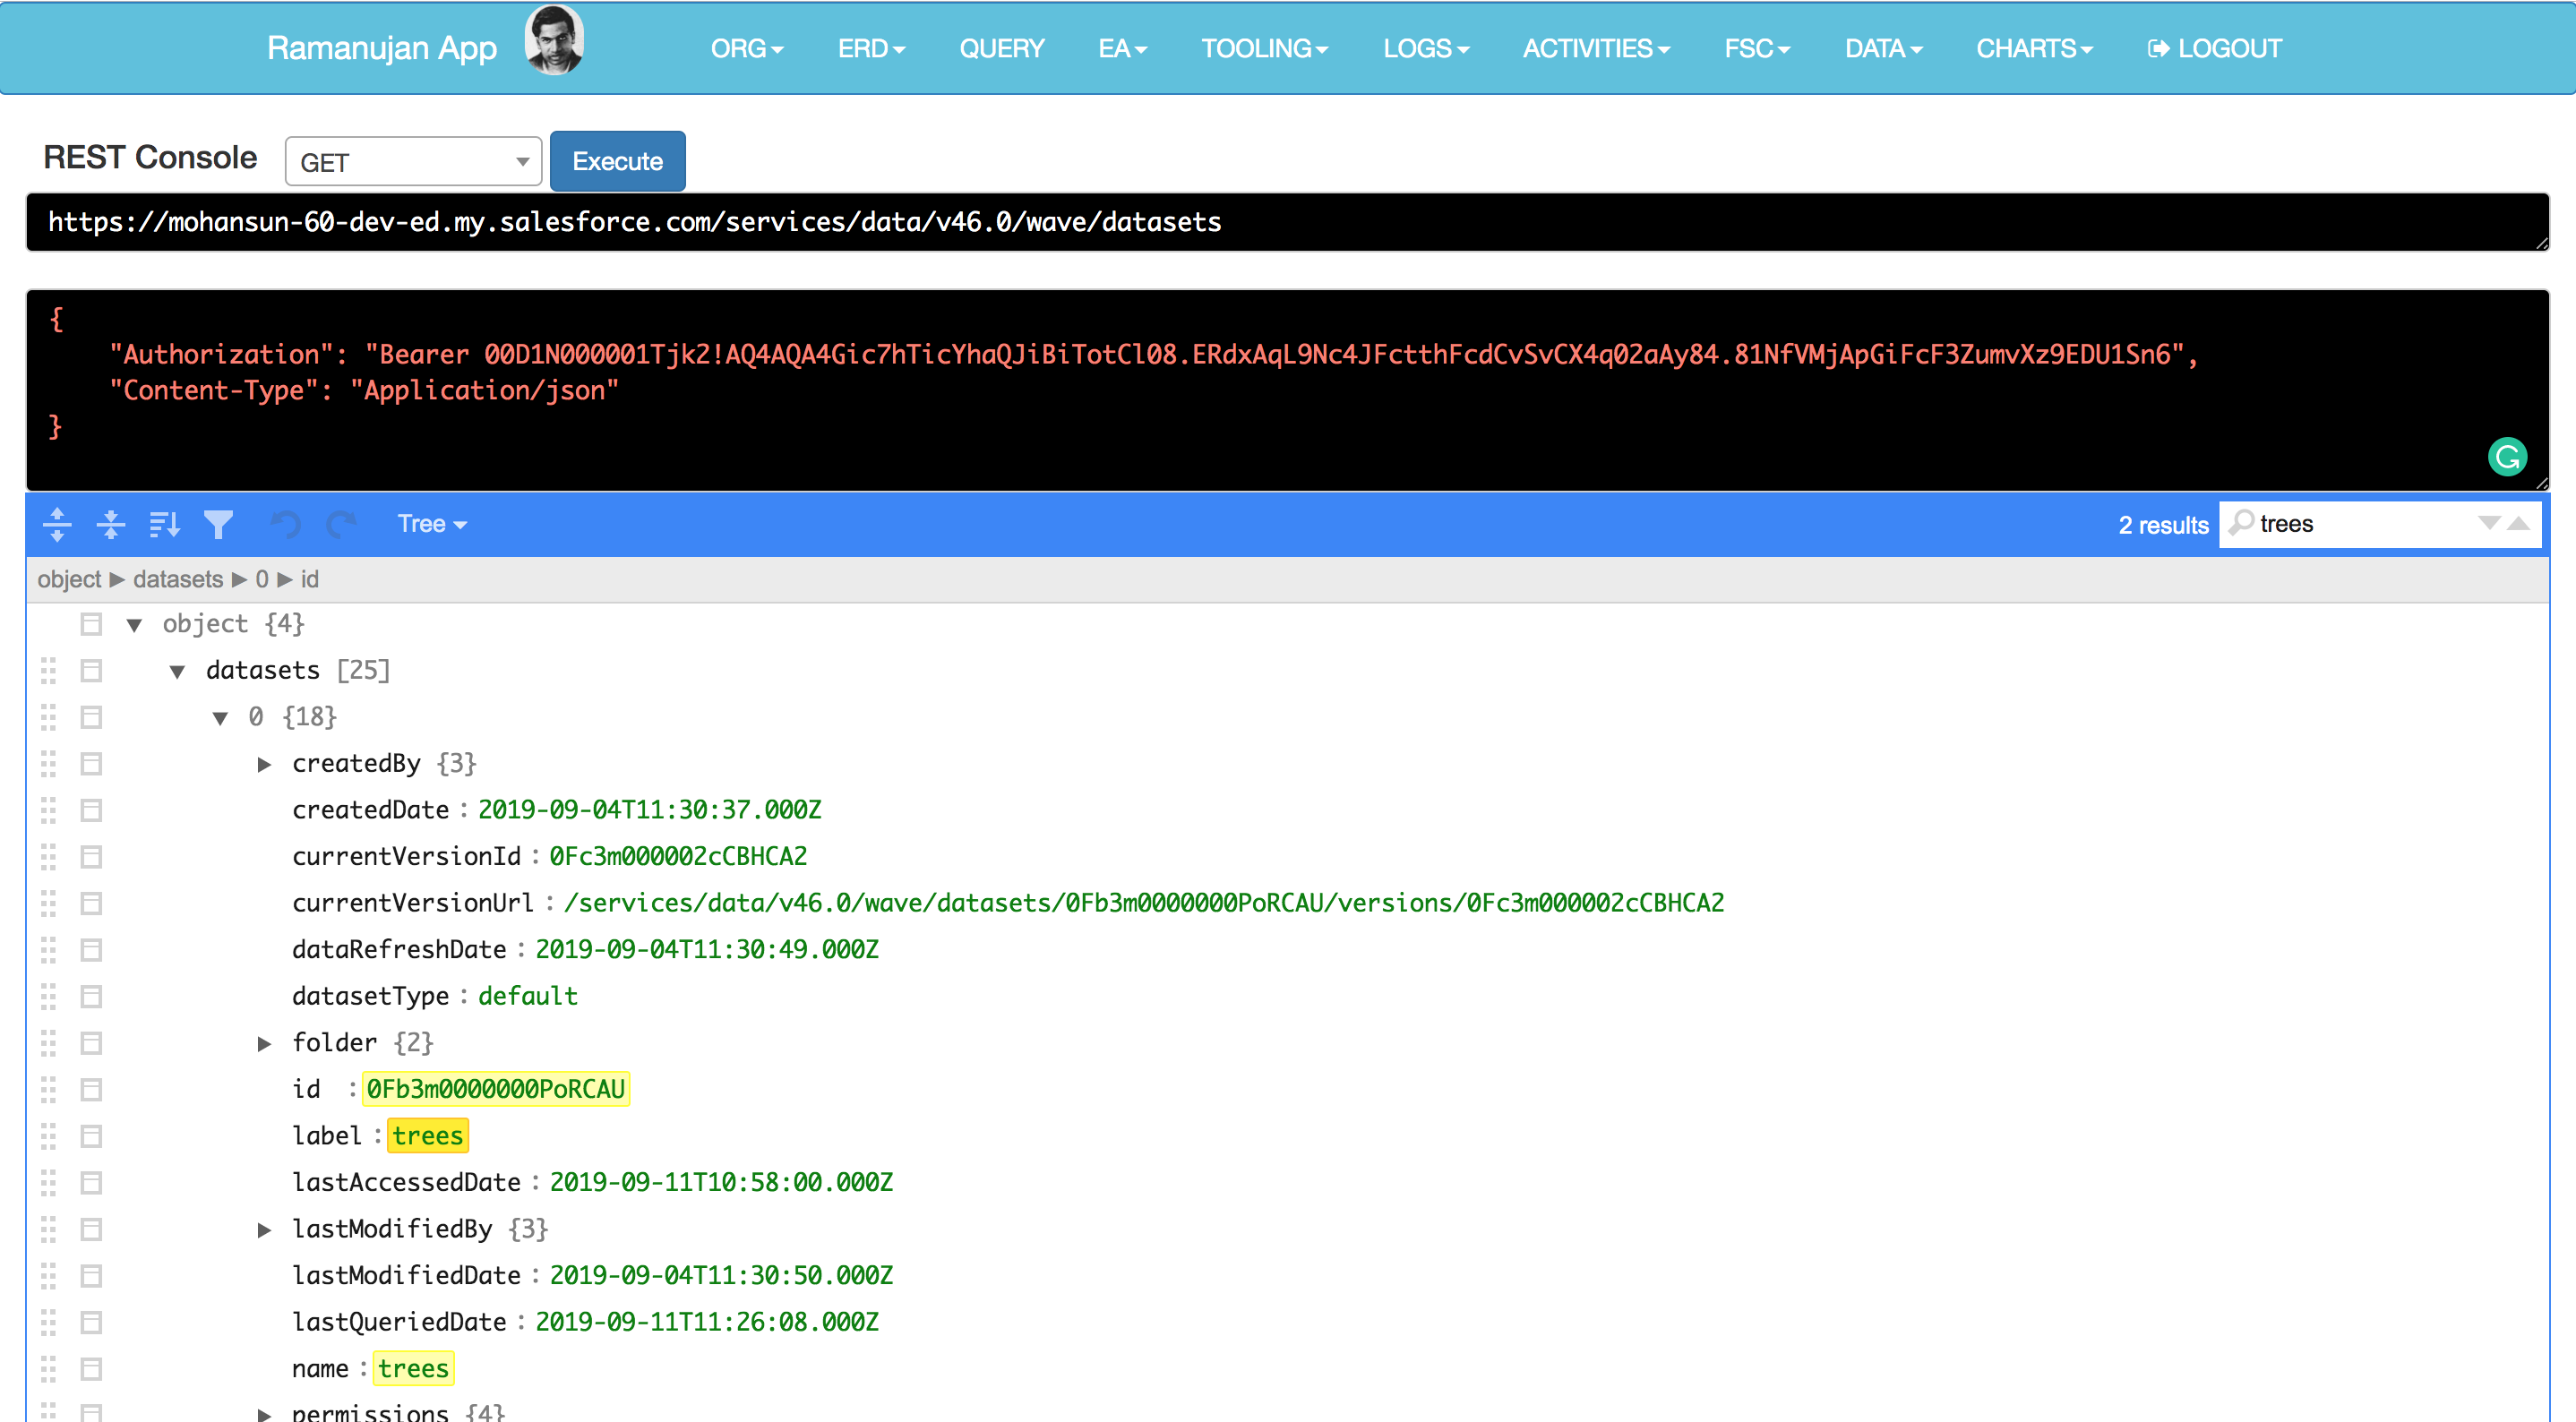 Ramanujan App ORG ERD QUERY EA TOOLING LOGS ACTIVITIES FSC DATA CHARTS LOGOUT
REST Console GET Execute
https://mohansun-60-dev-ed.my.salesforce.com/services/data/v46.0/wave/datasets
{
"Authorization": "Bearer 00D1N000001Tjk2!AQ4AQA4Gic7hTicYhaQJiBiTotCl08.ERdxAqL9Nc4JFctthFcdCvSvCX4q02aAy84.81NfVMjApGiFcF3ZumvXz9EDU1Sn6",
"Content-Type": "Application/json"
}
Tree 2 results trees
object ► datasets ► 0 ► id
object {4}
datasets [25]
0 {18}
createdBy {3}
createdDate : 2019-09-04T11:30:37.000Z
currentVersionId : 0Fc3m000002cCBHCA2
currentVersionUrl : /services/data/v46.0/wave/datasets/0Fb3m0000000PoRCAU/versions/0Fc3m000002cCBHCA2
dataRefreshDate : 2019-09-04T11:30:49.000Z
datasetType : default
folder {2}
id : 0Fb3m0000000PoRCAU
label : trees
lastAccessedDate : 2019-09-11T10:58:00.000Z
lastModifiedBy {3}
lastModifiedDate : 2019-09-04T11:30:50.000Z
lastQueriedDate : 2019-09-11T11:26:08.000Z
name : trees
permissions {4}